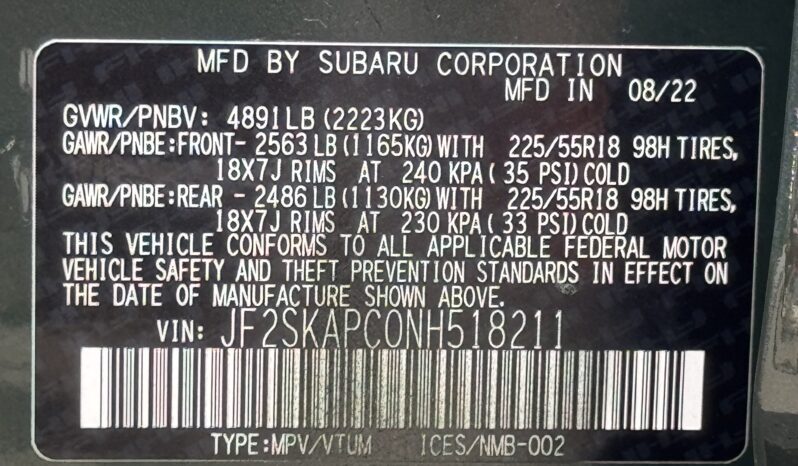 MFD BY SUBARU CORPORATION
MFD IN 08/22
GVWR/PNBV: 4891LB (2223KG)
GAWR/PNBE:FRONT- 2563LB (1165KG)WITH 225/55R18 98H TIRES,
18X7J RIMS AT 240 KPA( 35 PSI)COLD
GAWR/PNBE:REAR - 2486LB (1130KG)WITH 225/55R18 98H TIRES,
18X7J RIMS AT 230 KPA( 33 PSI)COLD
THIS VEHICLE CONFORMS TO ALL APPLICABLE FEDERAL MOTOR
VEHICLE SAFETY AND THEFT PREVENTION STANDARDS IN EFFECT ON
THE DATE OF MANUFACTURE SHOWN ABOVE.
VIN: JF2SKAPC0NH518211
TYPE:MPV/VTUM ICES/NMB-002